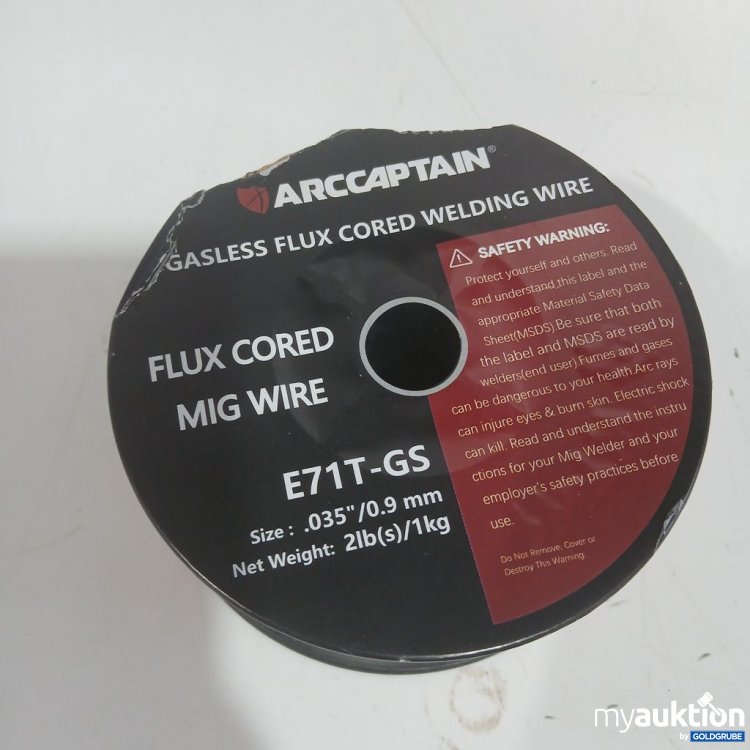 ARCCAPTAIN®
GASLESS FLUX CORED WELDING WIRE
FLUX CORED
MIG WIRE
E71T-GS
Size : .035"/0.9 mm
Net Weight: 2lb(s)/1kg
SAFETY WARNING:
Protect yourself and others. Read
and understand,this label and the
appropriate Material Safety Data
Sheet(MSDS).Be sure that both
the label and MSDS are read by
welders(end user).Fumes and gases
can be dangerous to your health.Arc rays
can injure eyes & burn skin. Electric shock
can kill. Read and understand the instru
ctions for your Mig Welder and your
employer's safety practices before
use.
Do Not Remove, Cover or
Destroy This Warning.
myauktion
by GOLDGRUBE